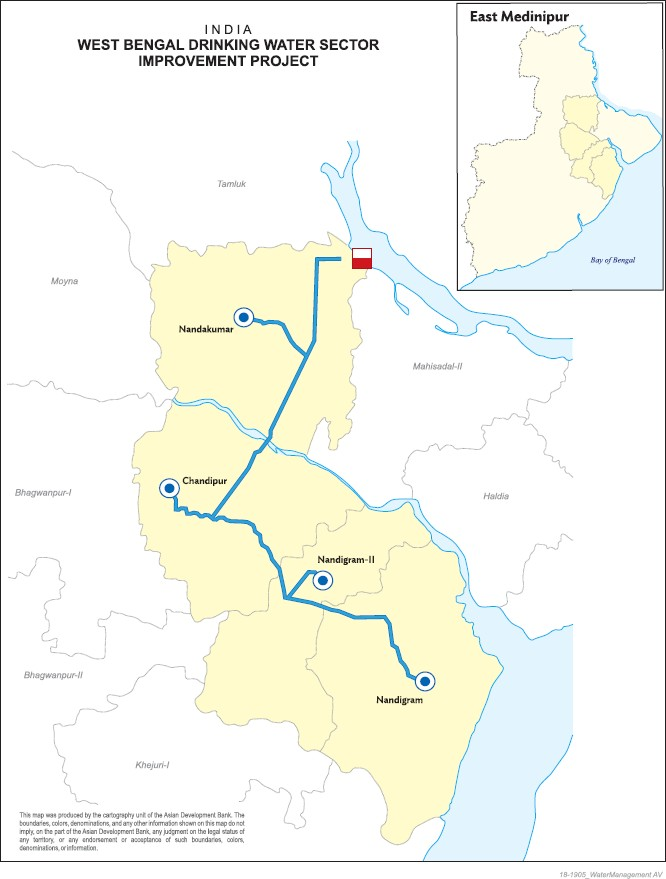 INDIA
WEST BENGAL DRINKING WATER SECTOR
IMPROVEMENT PROJECT
East Medinipur
Bay of Bengal
Tamluk
Moyna
Nandakumar
Mahisadal-II
Chandipur
Bhagwanpur-I
Haldia
Nandigram-II
Bhagwanpur-II
Nandigram
Khejuri-I
This map was produced by the cartography unit of the Asian Development Bank. The
boundaries, colors, denominations, and any other information shown on this map do not
imply, on the part of the Asian Development Bank, any judgment on the legal status of
any territory, or any endorsement or acceptance of such boundaries, colors,
denominations, or information.
18-1905_WaterManagement AV